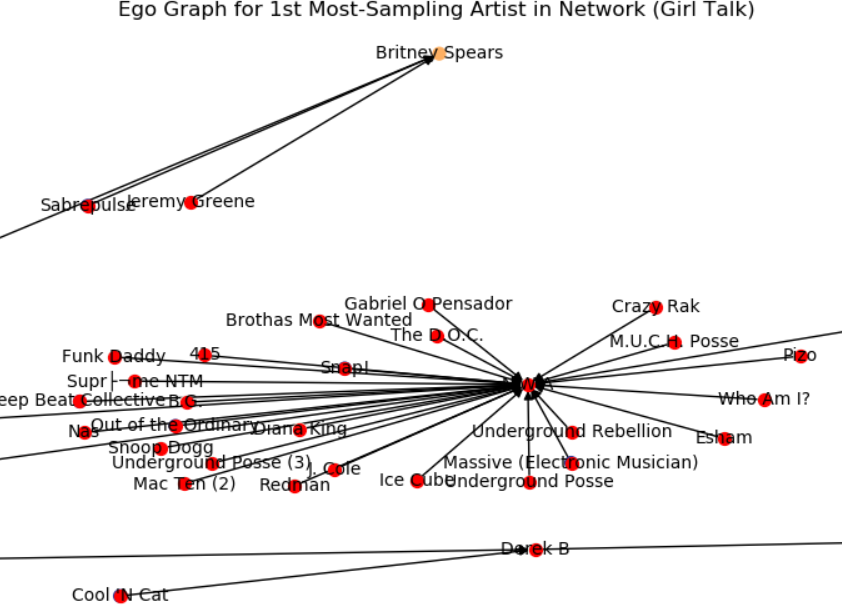 Ego Graph for 1st Most-Sampling Artist in Network (Girl Talk)
Britney Spears
Sabrepulse
Jeremy Greene
Gabriel O Pensador
Crazy Rak
Brothas Most Wanted
The D.O.C.
M.U.C.H. Posse
Funk Daddy
415
Pizo
Snap!
Supr├¬me NTM
eep Beat Collective
B.G.
Who Am I?
Nas
Out of the Ordinary
Diana King
Underground Rebellion
Esham
Snoop Dogg
Underground Posse (3)
J. Cole
Massive (Electronic Musician)
Mac Ten (2)
Redman
Ice Cube
Underground Posse
Derek B
Cool 'N Cat